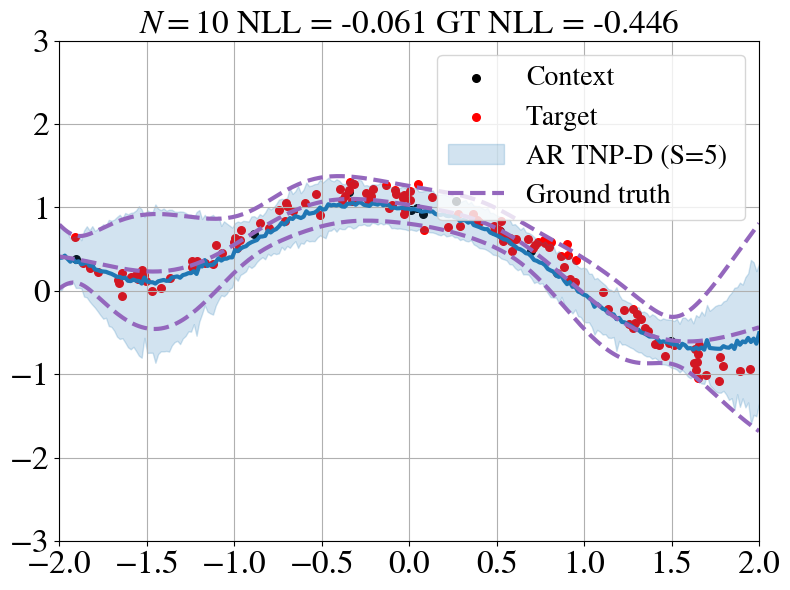 N = 10 NLL = -0.061 GT NLL = -0.446
Context
Target
AR TNP-D (S=5)
Ground truth
3
2
1
0
−1
−2
−3
−2.0 −1.5 −1.0 −0.5 0.0 0.5 1.0 1.5 2.0